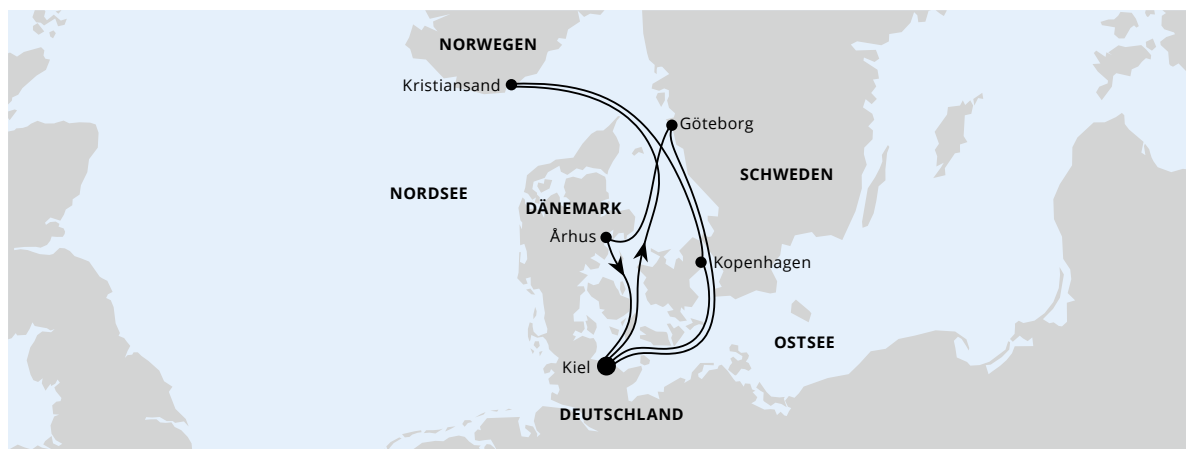 NORWEGEN
Kristiansand
Göteborg
SCHWEDEN
NORDSEE
DÄNEMARK
Århus
Kopenhagen
OSTSEE
Kiel
DEUTSCHLAND